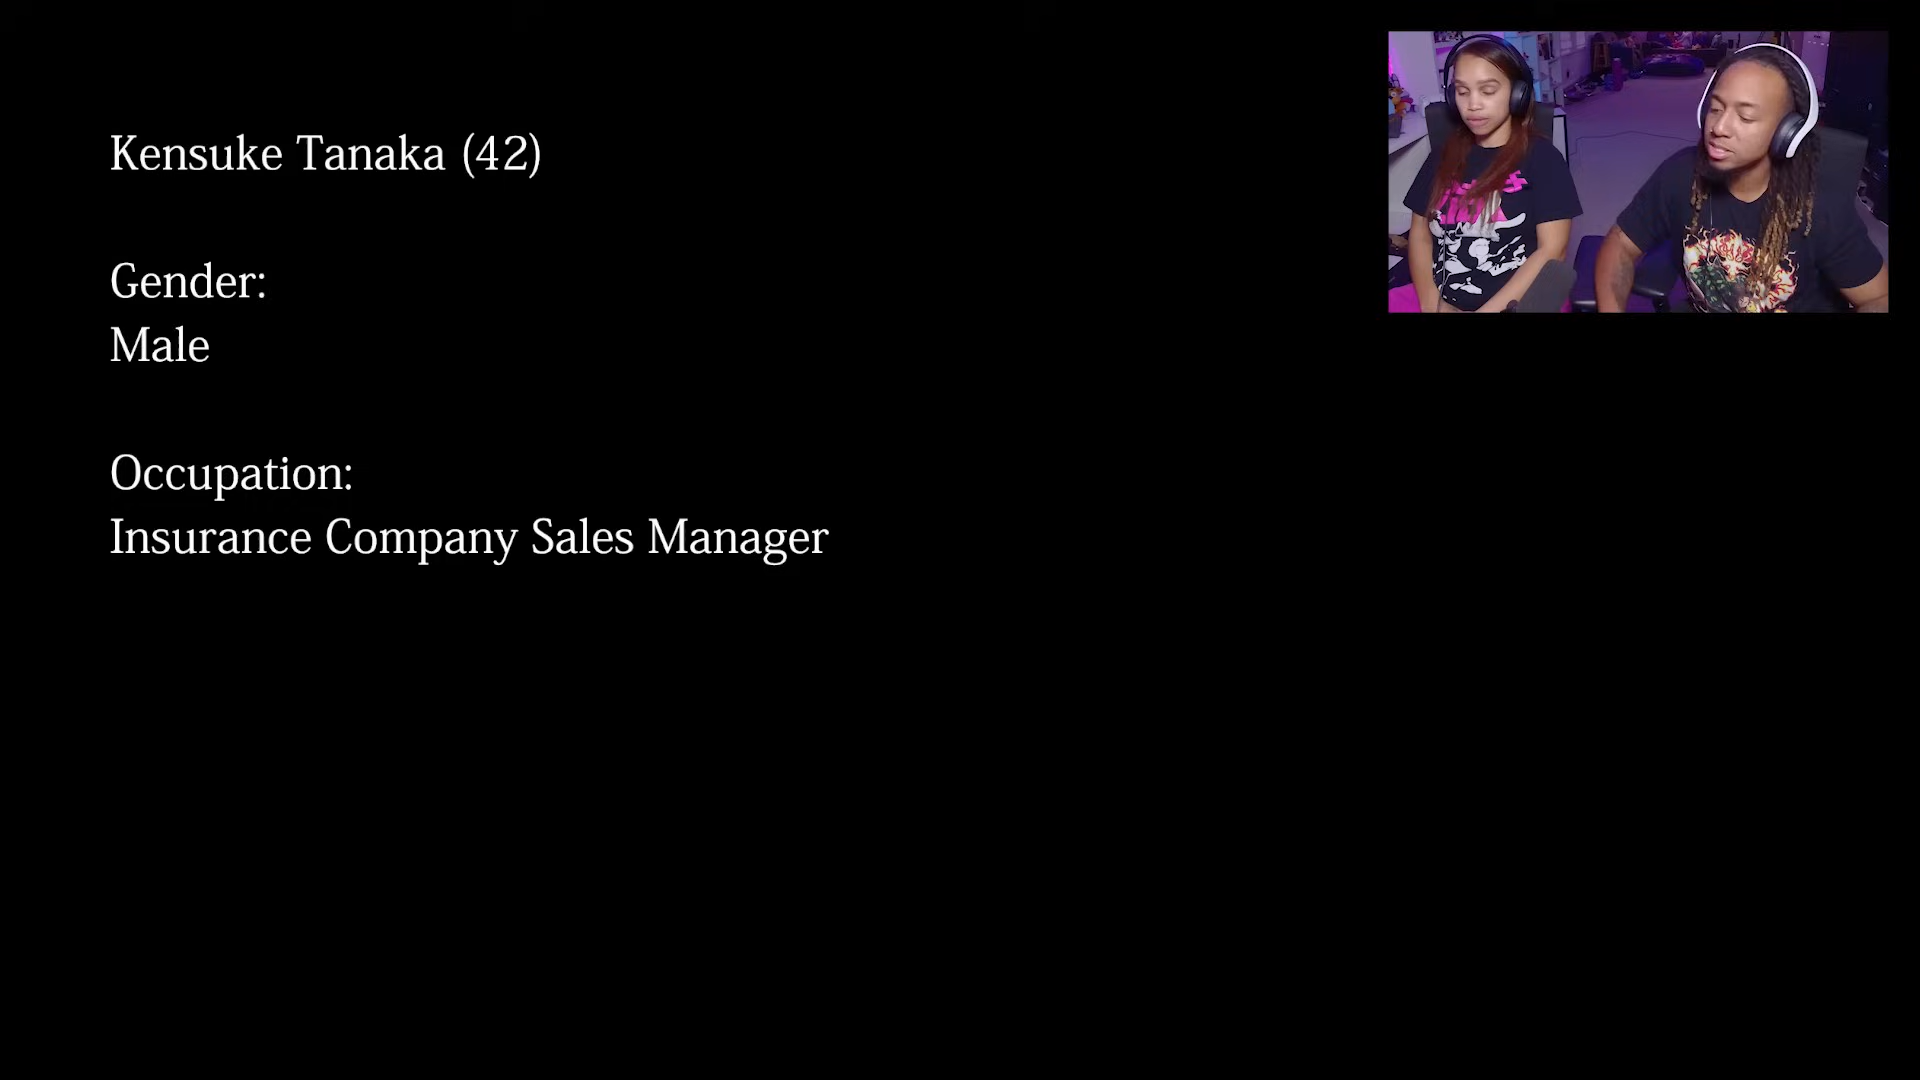 Kensuke Tanaka (42)
Gender:
Male
Occupation:
Insurance Company Sales Manager